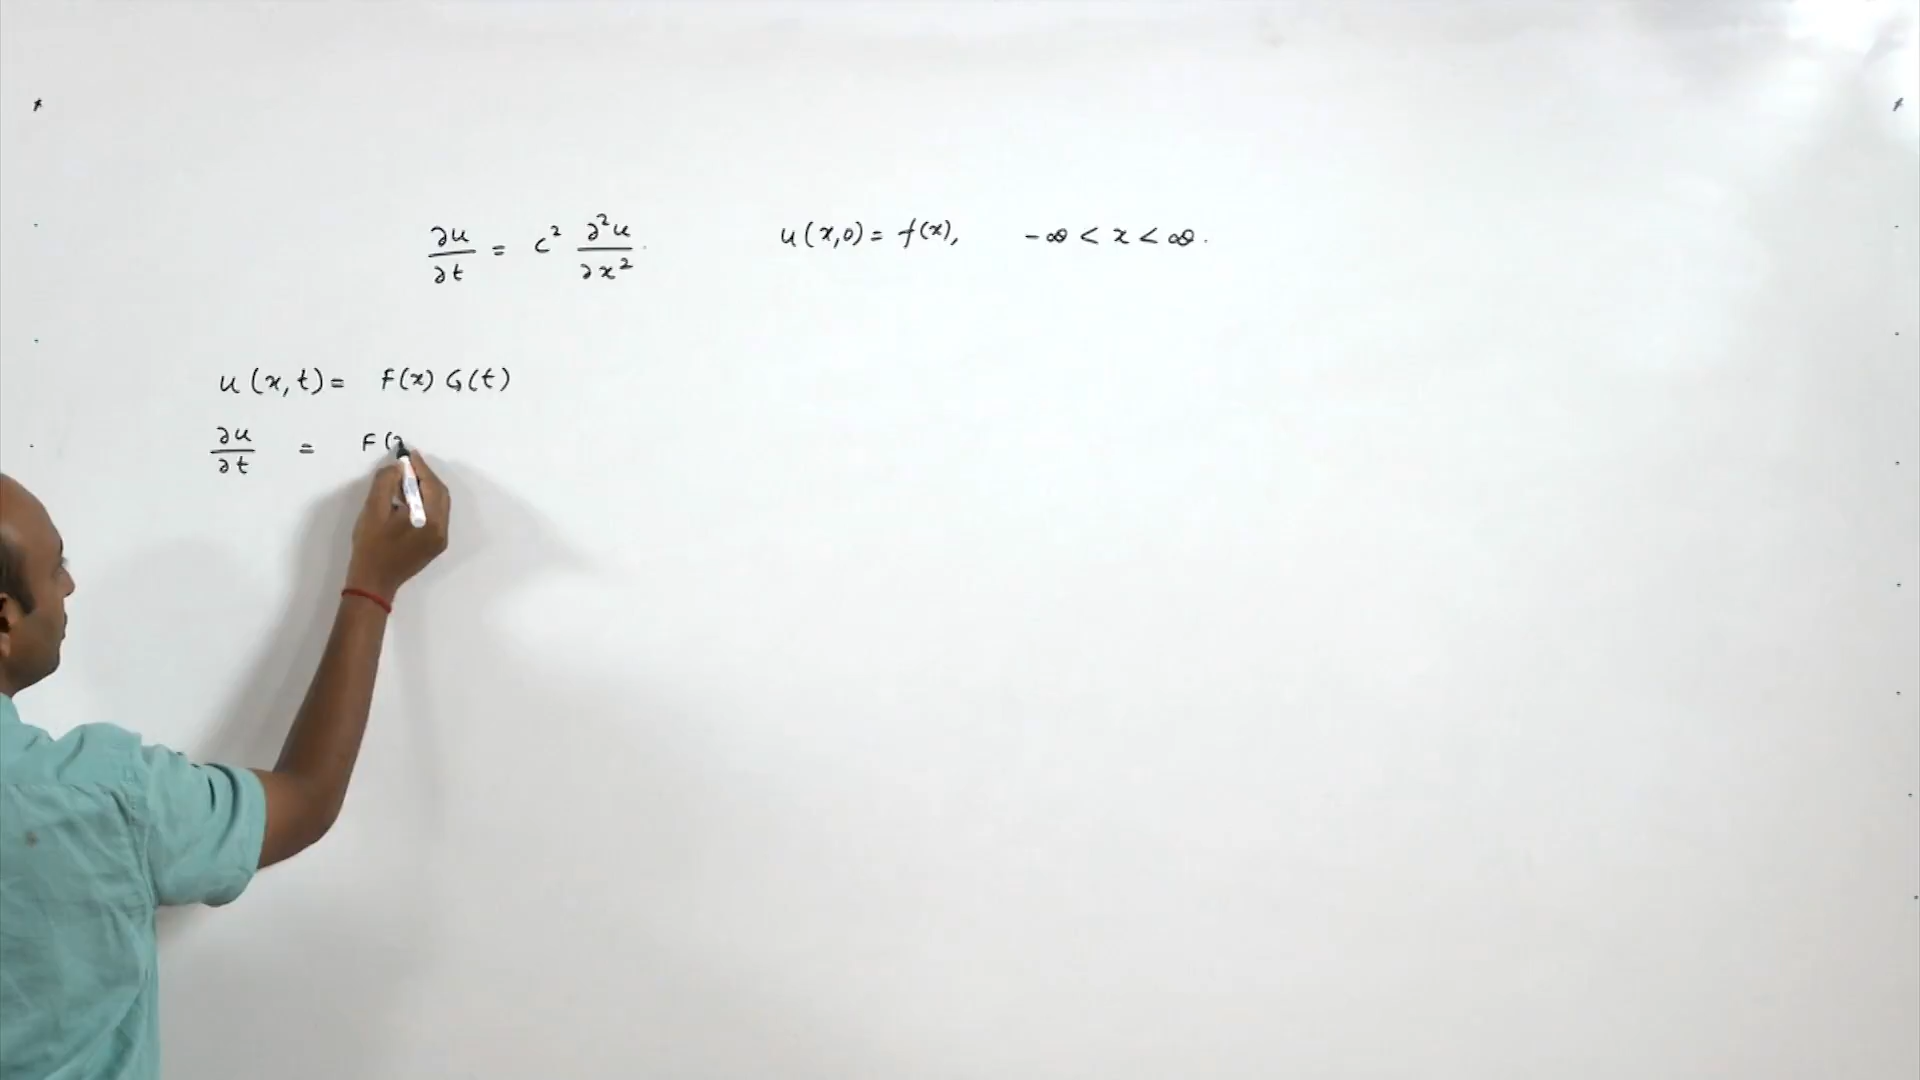 ∂u/∂t = c² ∂²u/∂x². u(x,0) = f(x), -∞ < x < ∞.
u(x,t) = F(x) G(t)
∂u/∂t = F(